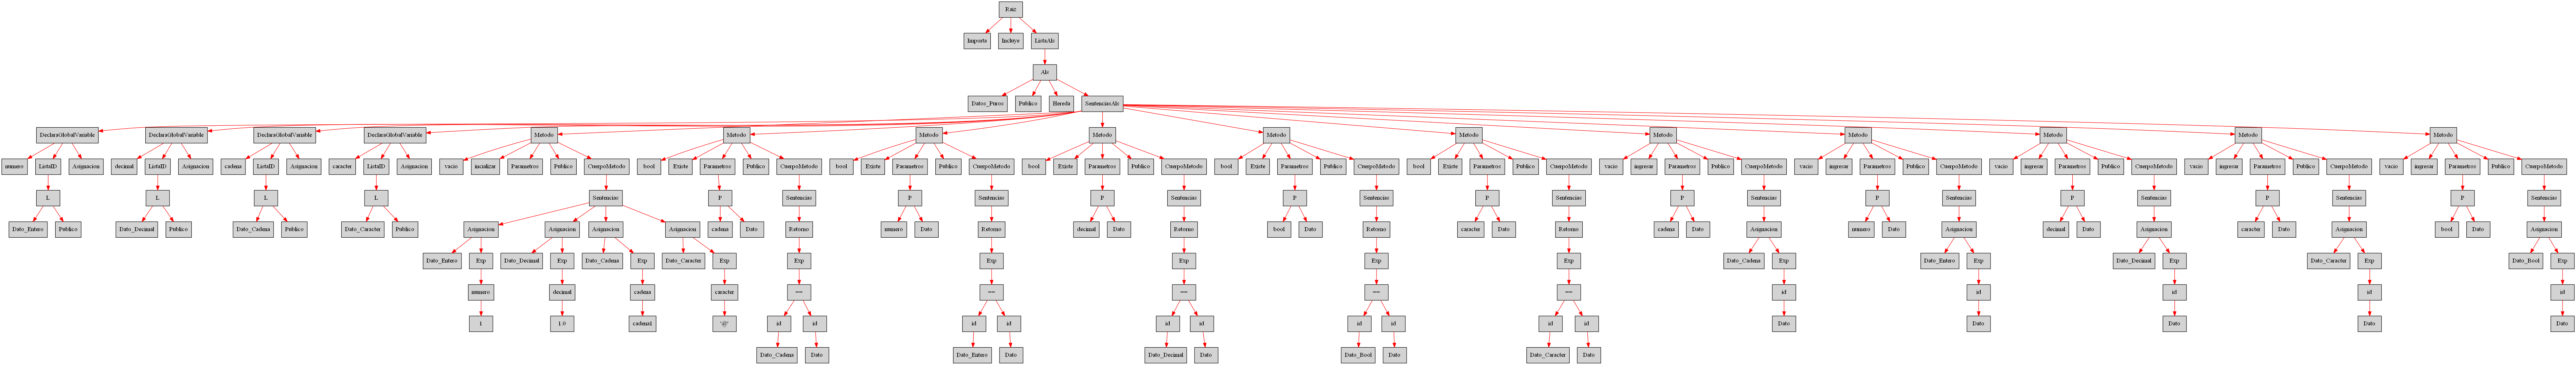 Raiz
Importa Incluye ListaAls
Als
Datos_Puros Publico Hereda SentenciasAls
DeclaraGlobalVariable DeclaraGlobalVariable DeclaraGlobalVariable DeclaraGlobalVariable Metodo Metodo Metodo Metodo Metodo Metodo Metodo Metodo Metodo Metodo Metodo
numero ListaID Asignacion decimal ListaID Asignacion cadena ListaID Asignacion caracter ListaID Asignacion vacio inicializar Parametros Publico CuerpoMetodo bool Existe Parametros Publico CuerpoMetodo bool Existe Parametros Publico CuerpoMetodo bool Existe Parametros Publico CuerpoMetodo bool Existe Parametros Publico CuerpoMetodo bool Existe Parametros Publico CuerpoMetodo vacio ingresar Parametros Publico CuerpoMetodo vacio ingresar Parametros Publico CuerpoMetodo vacio ingresar Parametros Publico CuerpoMetodo vacio ingresar Parametros Publico CuerpoMetodo vacio ingresar Parametros Publico CuerpoMetodo
L L L L Sentencias P Sentencias P Sentencias P Sentencias P Sentencias P Sentencias P Sentencias P Sentencias P Sentencias P Sentencias P Sentencias
Dato_Entero Publico Dato_Decimal Publico Dato_Cadena Publico Dato_Caracter Publico Asignacion Asignacion Asignacion Asignacion cadena Dato Retorno numero Dato Retorno decimal Dato Retorno bool Dato Retorno caracter Dato Retorno cadena Dato Asignacion numero Dato Asignacion decimal Dato Asignacion caracter Dato Asignacion bool Dato Asignacion
Dato_Entero Exp Dato_Decimal Exp Dato_Cadena Exp Dato_Caracter Exp Exp Exp Exp Exp Exp Dato_Cadena Exp Dato_Entero Exp Dato_Decimal Exp Dato_Caracter Exp Dato_Bool Exp
numero decimal cadena caracter == == == == == id id id id id
1 1.0 cadena1 '@' id id id id id id id id id id Dato Dato Dato Dato Dato
Dato_Cadena Dato Dato_Entero Dato Dato_Decimal Dato Dato_Bool Dato Dato_Caracter Dato